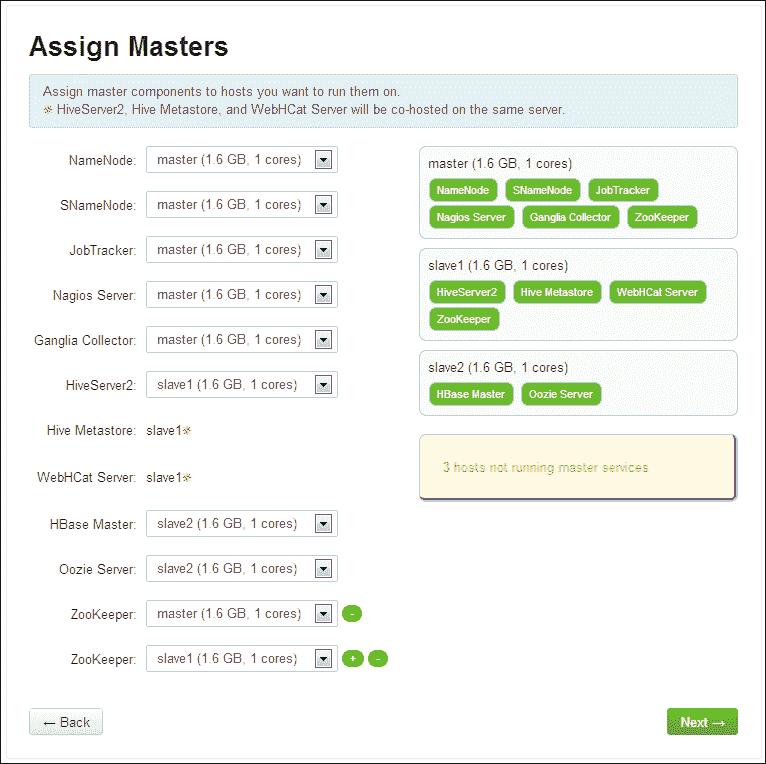 Assign Masters
Assign master components to hosts you want to run them on.
※ HiveServer2, Hive Metastore, and WebHCat Server will be co-hosted on the same server.
NameNode: master (1.6 GB, 1 cores)
SNameNode: master (1.6 GB, 1 cores)
JobTracker: master (1.6 GB, 1 cores)
Nagios Server: master (1.6 GB, 1 cores)
Ganglia Collector: master (1.6 GB, 1 cores)
HiveServer2: slave1 (1.6 GB, 1 cores)
Hive Metastore: slave1※
WebHCat Server: slave1※
HBase Master: slave2 (1.6 GB, 1 cores)
Oozie Server: slave2 (1.6 GB, 1 cores)
ZooKeeper: master (1.6 GB, 1 cores) -
ZooKeeper: slave1 (1.6 GB, 1 cores) + -
master (1.6 GB, 1 cores)
NameNode SNameNode JobTracker
Nagios Server Ganglia Collector ZooKeeper
slave1 (1.6 GB, 1 cores)
HiveServer2 Hive Metastore WebHCat Server
ZooKeeper
slave2 (1.6 GB, 1 cores)
HBase Master Oozie Server
3 hosts not running master services
← Back
Next →